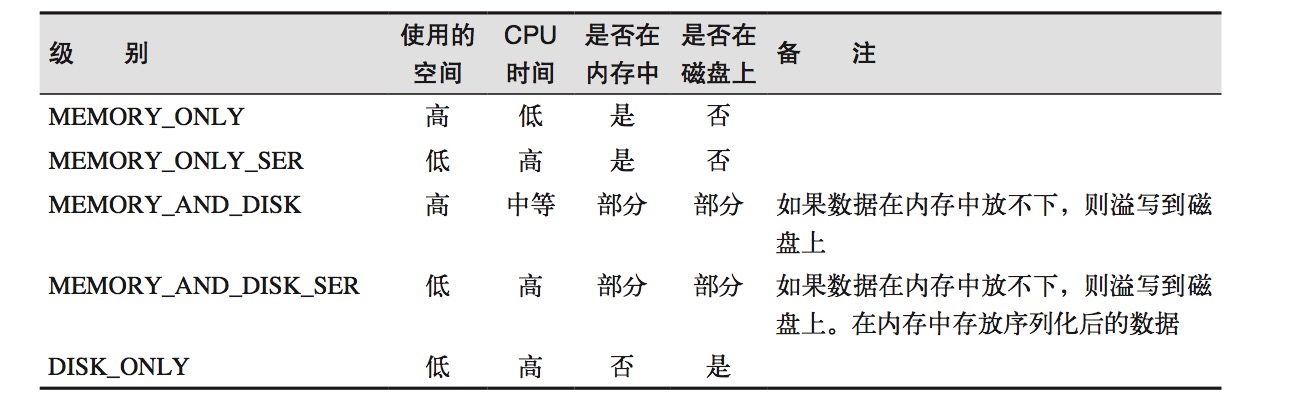 级 别 使用的空间 CPU时间 是否在内存中 是否在磁盘上 备 注
MEMORY_ONLY 高 低 是 否
MEMORY_ONLY_SER 低 高 是 否
MEMORY_AND_DISK 高 中等 部分 部分 如果数据在内存中放不下，则溢写到磁
盘上
MEMORY_AND_DISK_SER 低 高 部分 部分 如果数据在内存中放不下，则溢写到磁
盘上。在内存中存放序列化后的数据
DISK_ONLY 低 高 否 是